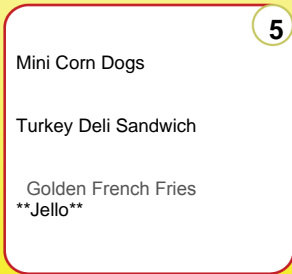 5
Mini Corn Dogs
Turkey Deli Sandwich
Golden French Fries
**Jello**